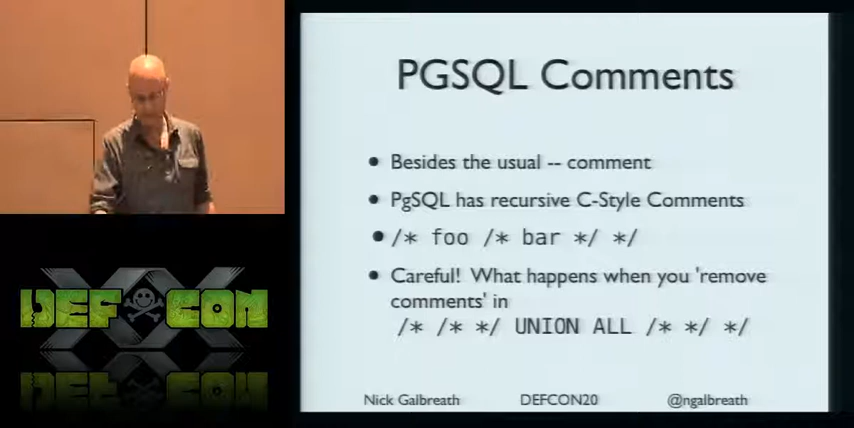 PGSQL Comments
• Besides the usual -- comment
• PgSQL has recursive C-Style Comments
• /* foo /* bar */ */
• Careful! What happens when you 'remove
comments' in
/* /* */ UNION ALL /* */ */
Nick Galbreath DEFCON20 @ngalbreath
DEF CON
XX